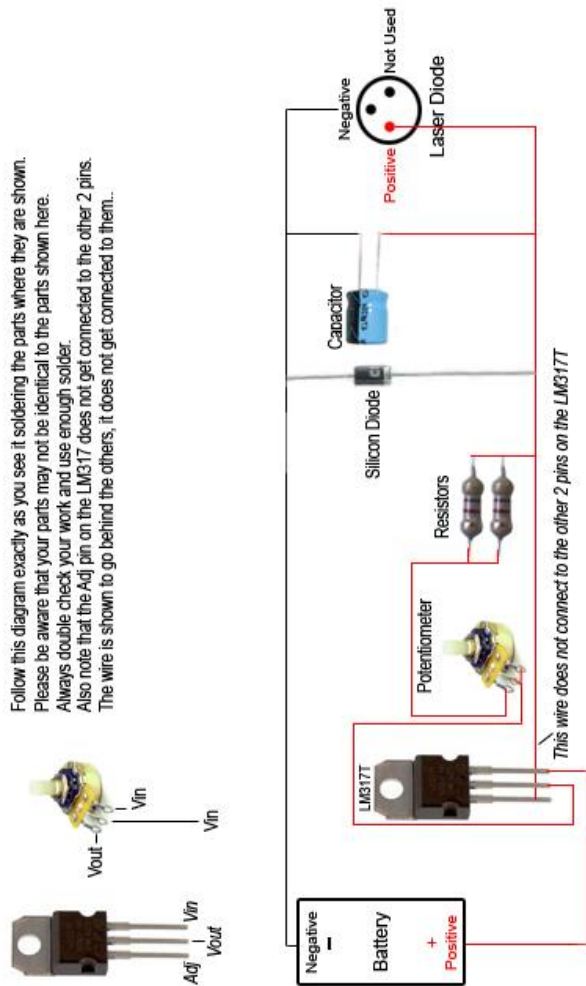 Follow this diagram exactly as you see it soldering the parts where they are shown.
Please be aware that your parts may not be identical to the parts shown here.
Always double check your work and use enough solder.
Also note that the Adj pin on the LM317 does not get connected to the other 2 pins.
The wire is shown to go behind the others, it does not get connected to them..
Adj
Vout
Vin
Vout
Vin
Vin
Negative
Battery
+
Positive
LM317T
Potentiometer
Resistors
Silicon Diode
Capacitor
Negative
Not Used
Positive
Laser Diode
This wire does not connect to the other 2 pins on the LM317T